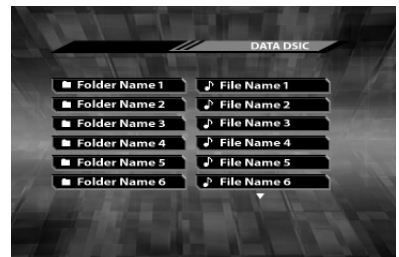 DATA DSIC
Folder Name 1
File Name 1
Folder Name 2
File Name 2
Folder Name 3
File Name 3
Folder Name 4
File Name 4
Folder Name 5
File Name 5
Folder Name 6
File Name 6